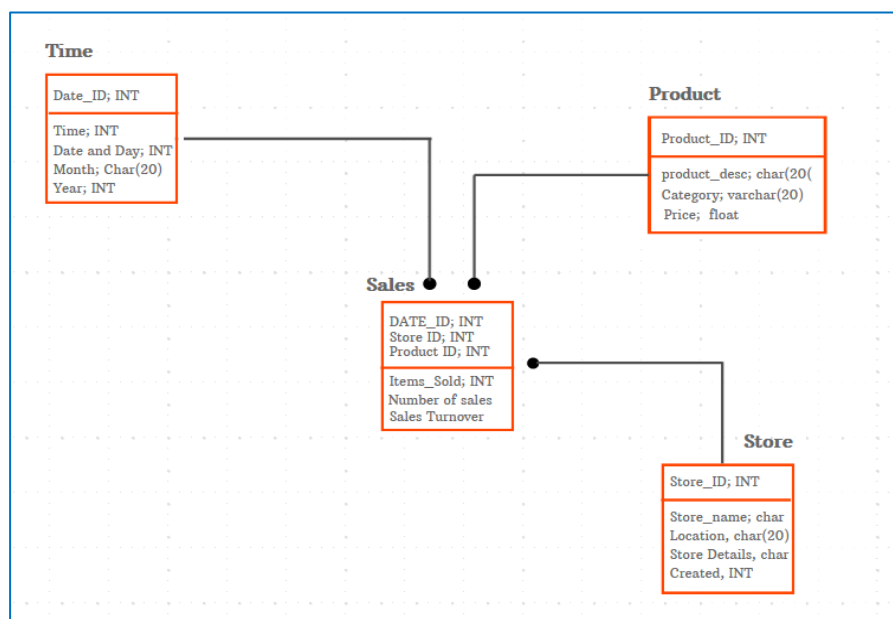 Time
Date_ID; INT
Time; INT
Date and Day; INT
Month; Char(20)
Year; INT
Product
Product_ID; INT
product_desc; char(20(
Category; varchar(20)
Price; float
Sales
DATE_ID; INT
Store ID; INT
Product ID; INT
Items_Sold; INT
Number of sales
Sales Turnover
Store
Store_ID; INT
Store_name; char
Location, char(20)
Store Details, char
Created, INT